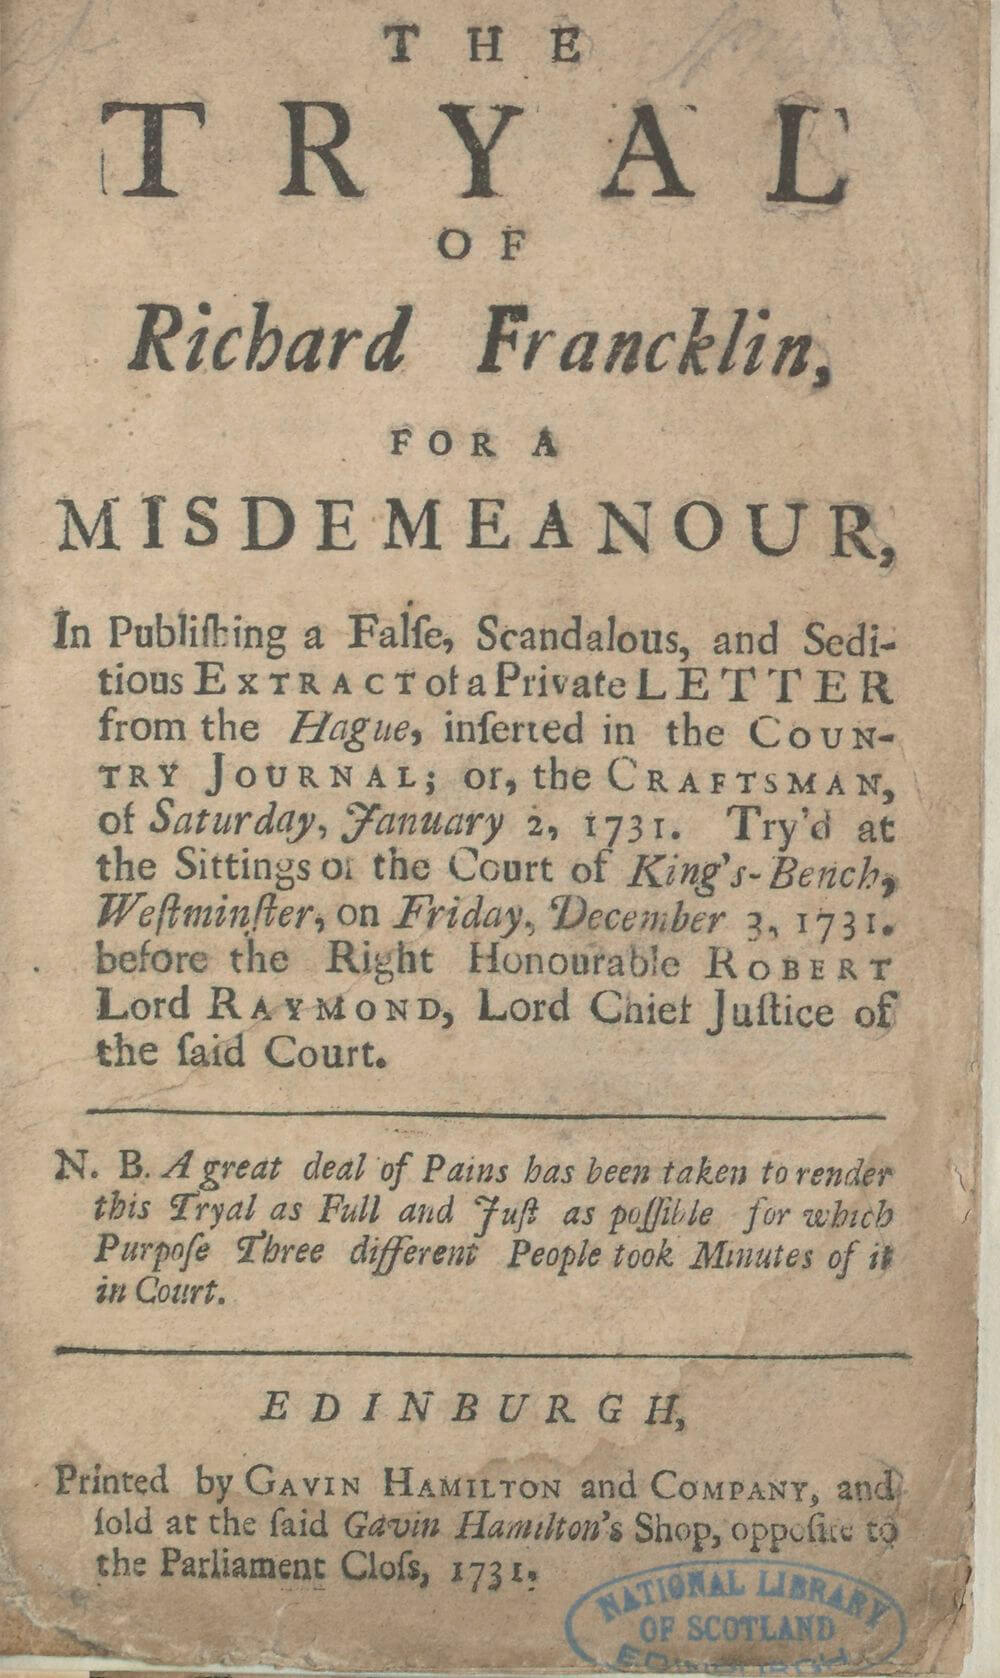 THE
TRYAL
OF
Richard Francklin,
FOR A
MISDEMEANOUR,
In Publiſhing a Falſe, Scandalous, and Sedi-
tious EXTRACT of a Private LETTER
from the Hague, inſerted in the COUN-
TRY JOURNAL; or, the CRAFTSMAN,
of Saturday, January 2, 1731. Try'd at
the Sittings of the Court of King's-Bench,
Weſtminſter, on Friday, December 3, 1731.
before the Right Honourable ROBERT
Lord RAYMOND, Lord Chief Juſtice of
the ſaid Court.
N. B. A great deal of Pains has been taken to render
this Tryal as Full and Juſt as poſſible for which
Purpoſe Three different People took Minutes of it
in Court.
EDINBURGH,
Printed by GAVIN HAMILTON and COMPANY, and
ſold at the ſaid Gavin Hamilton's Shop, oppoſite to
the Parliament Cloſs, 1731.
NATIONAL LIBRARY
OF SCOTLAND
EDINBURGH